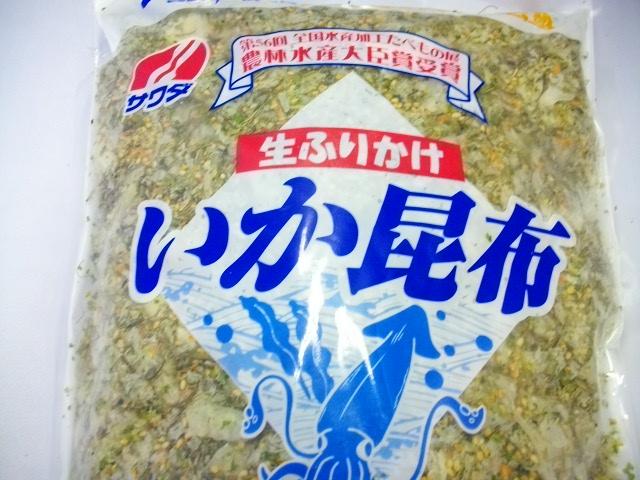 第56回 全国水産加工たべもの展
農林水産大臣賞受賞
サワダ
生ふりかけ
いか昆布